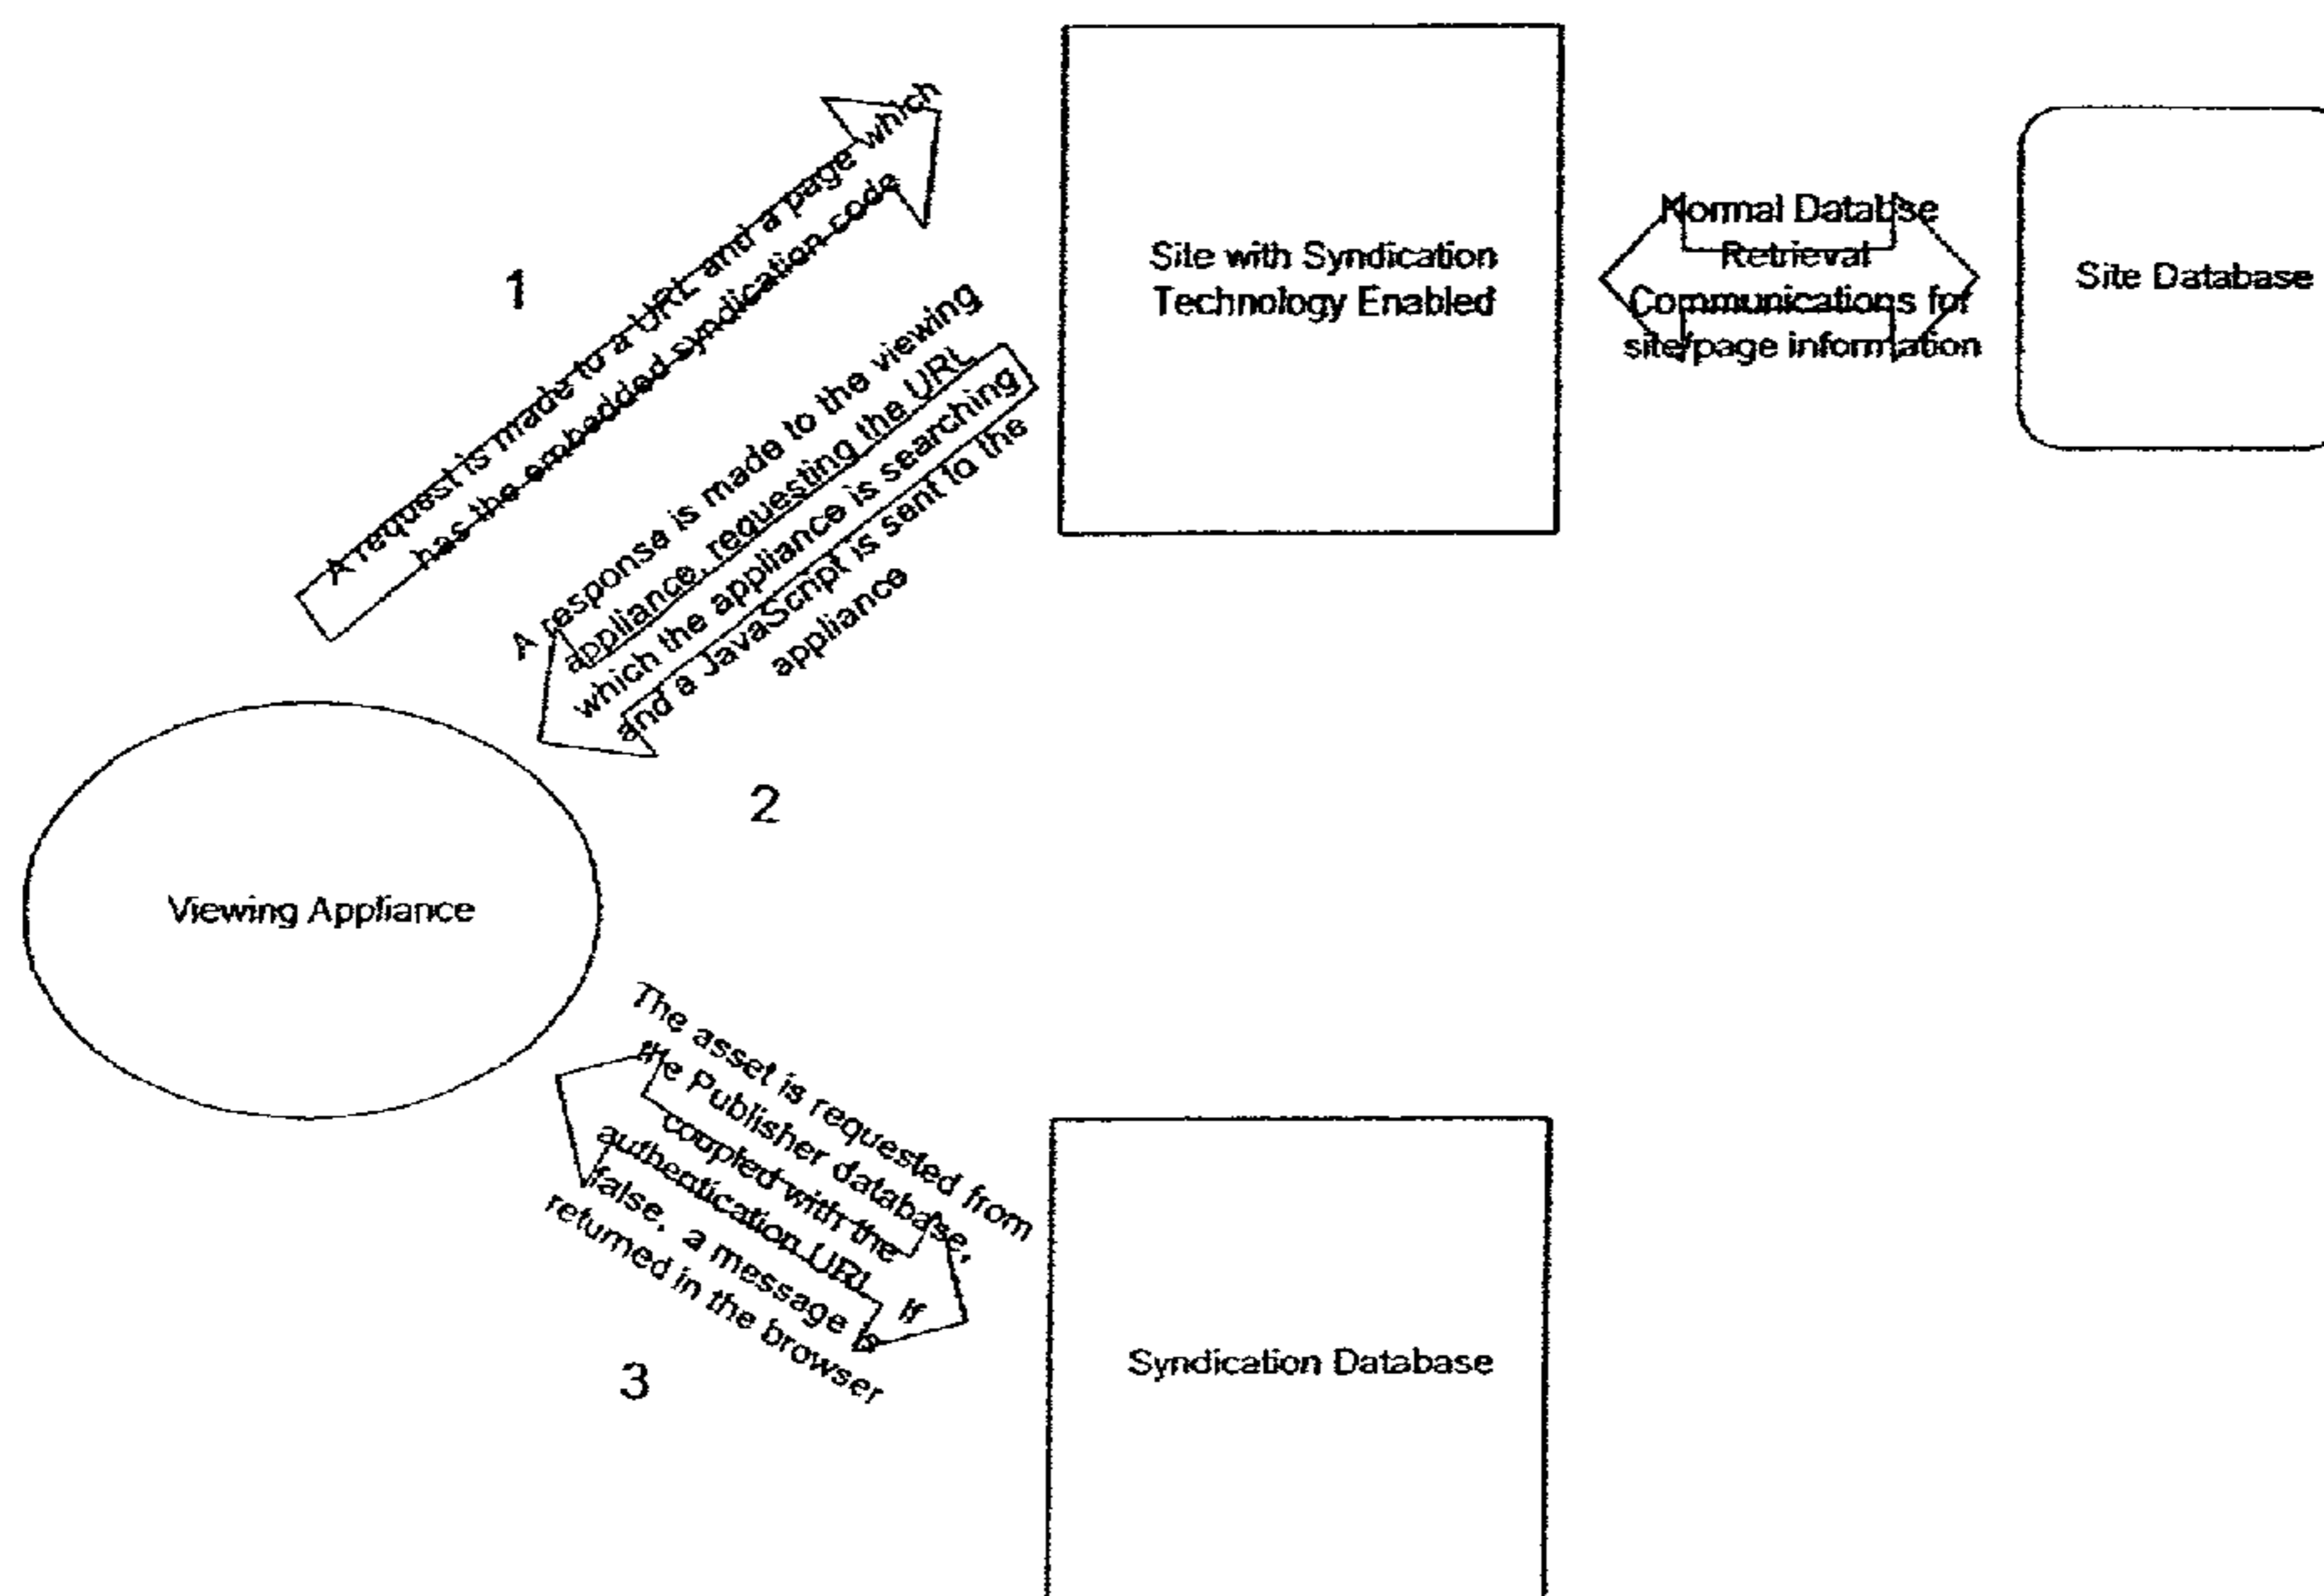 1
A request is made to a URL and a page which
has the embedded syndication code
Site with Syndication
Technology Enabled
Normal Databse
Retrieval
Communications for
site/page information
Site Database
A response is made to the viewing
appliance, requesting the URL
which the appliance is searching
and a JavaScript is sent to the
appliance
2
Viewing Appliance
The asset is requested from
the Publisher database,
coupled with the
authentication URL. If
false, a message is
returned in the browser
3
Syndication Database